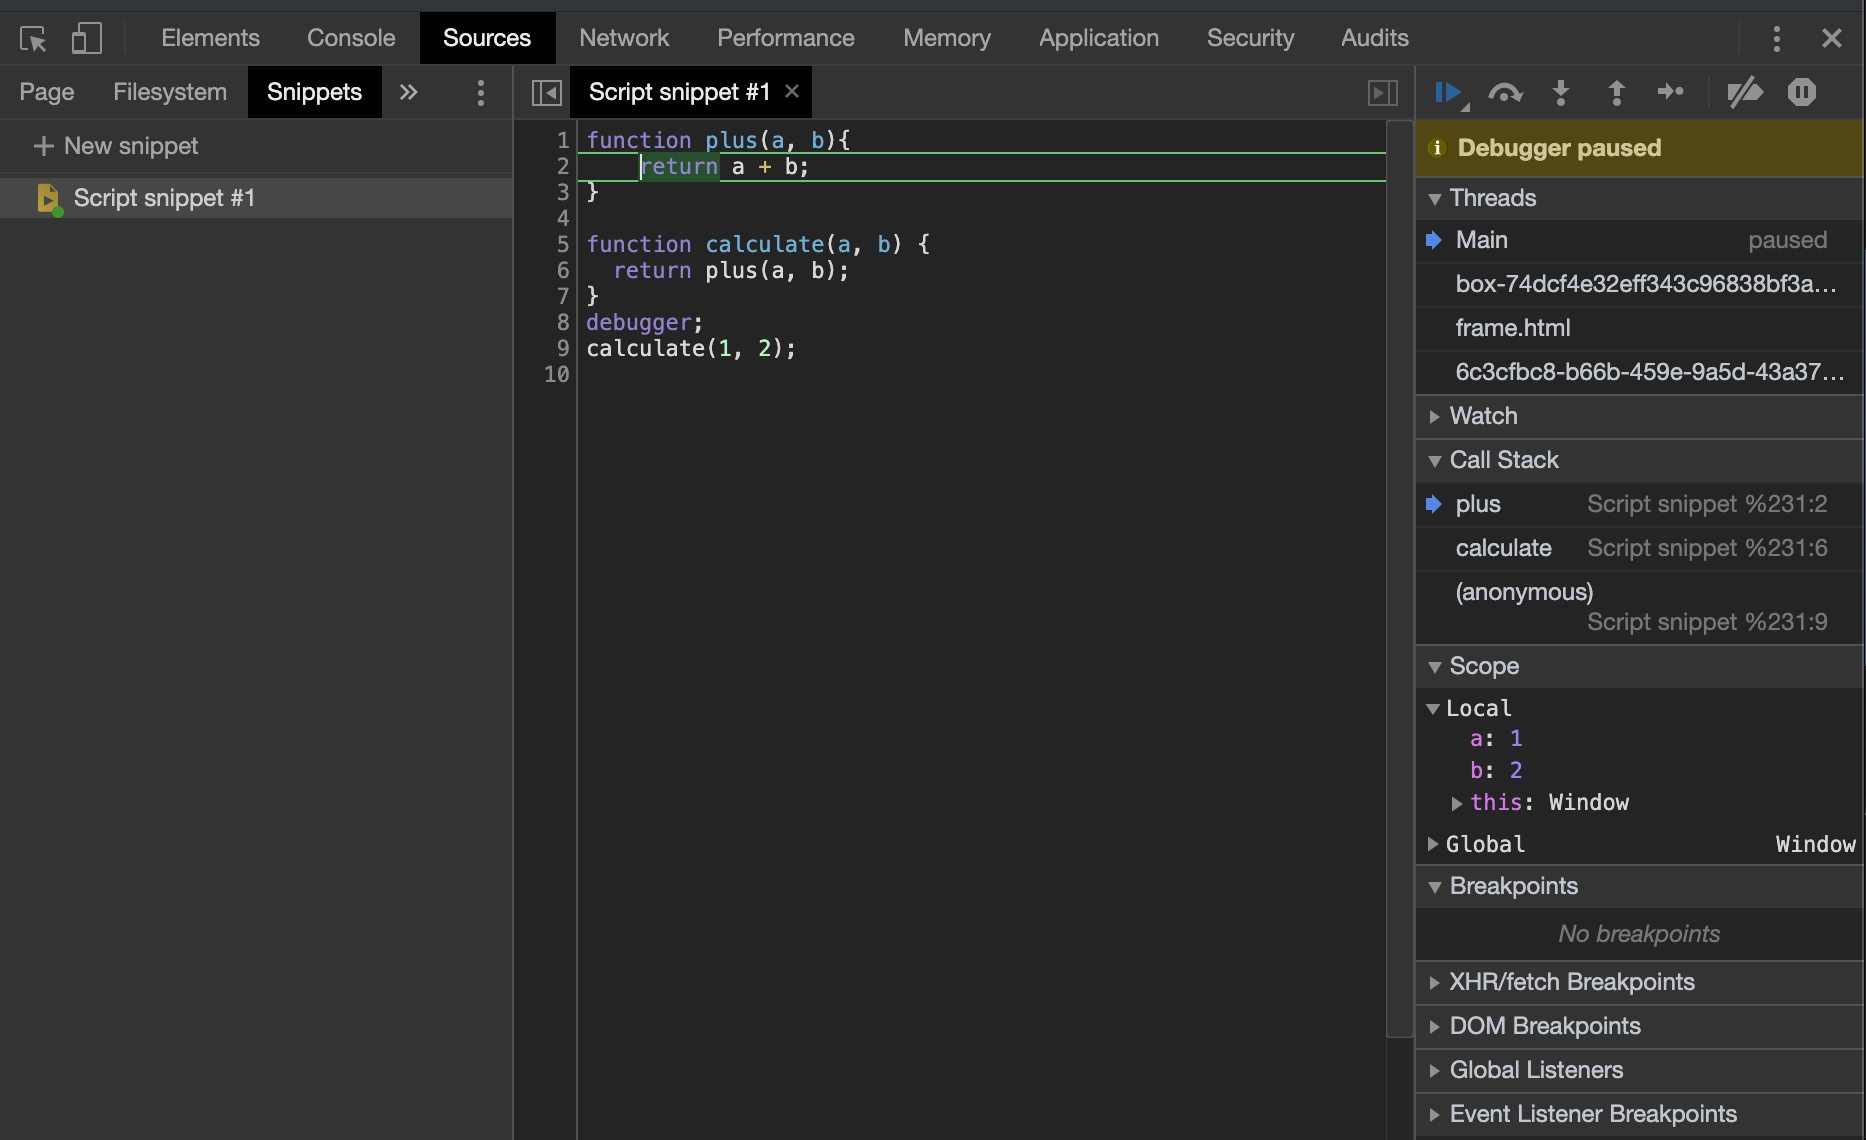 Elements Console Sources Network Performance Memory Application Security Audits
Page Filesystem Snippets
New snippet
Script snippet #1
Script snippet #1
1 function plus(a, b){
2     return a + b;
3 }
4
5 function calculate(a, b) {
6   return plus(a, b);
7 }
8 debugger;
9 calculate(1, 2);
10
Debugger paused
Threads
Main paused
box-74dcf4e32eff343c96838bf3a...
frame.html
6c3cfbc8-b66b-459e-9a5d-43a37...
Watch
Call Stack
plus Script snippet %231:2
calculate Script snippet %231:6
(anonymous)
Script snippet %231:9
Scope
Local
a: 1
b: 2
this: Window
Global Window
Breakpoints
No breakpoints
XHR/fetch Breakpoints
DOM Breakpoints
Global Listeners
Event Listener Breakpoints